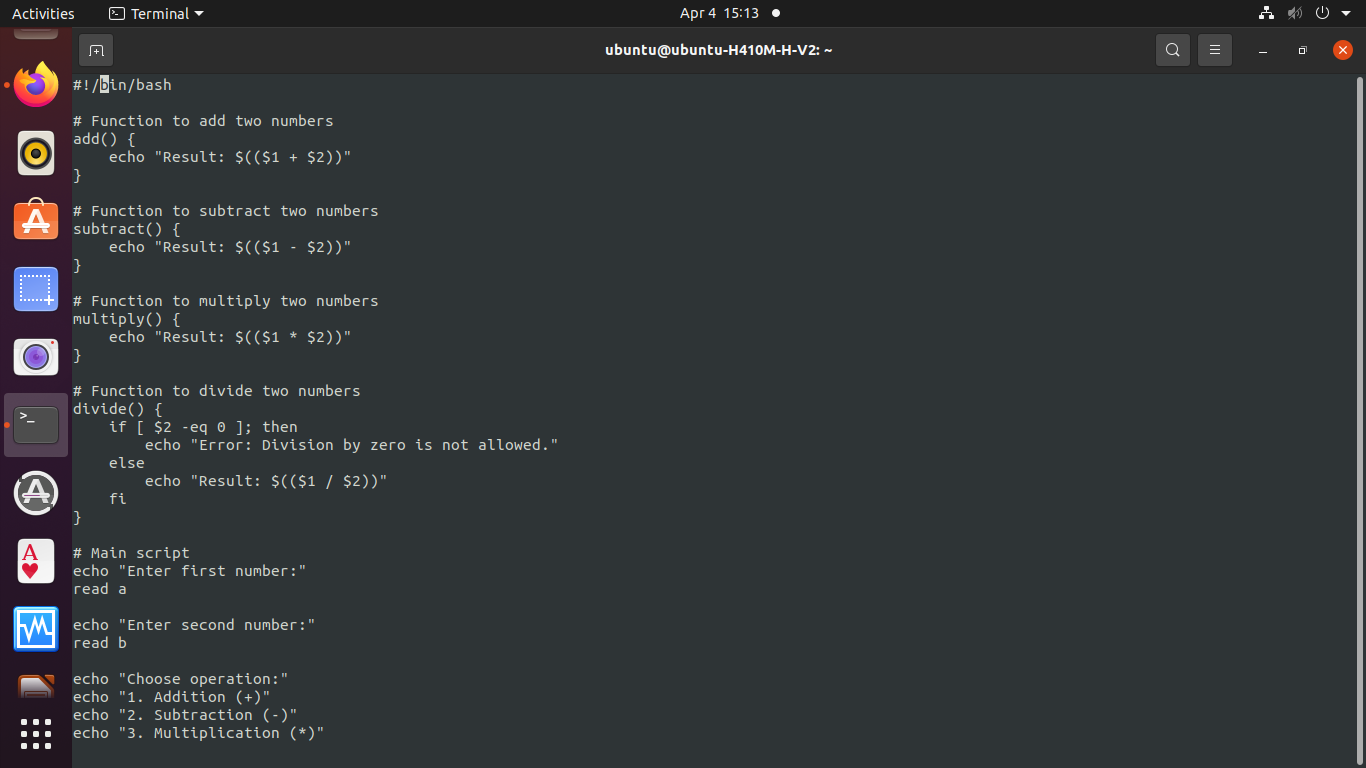 Activities
Terminal
Apr 4 15:13
ubuntu@ubuntu-H410M-H-V2: ~
#!/bin/bash

# Function to add two numbers
add() {
    echo "Result: $(($1 + $2))"
}

# Function to subtract two numbers
subtract() {
    echo "Result: $(($1 - $2))"
}

# Function to multiply two numbers
multiply() {
    echo "Result: $(($1 * $2))"
}

# Function to divide two numbers
divide() {
    if [ $2 -eq 0 ]; then
        echo "Error: Division by zero is not allowed."
    else
        echo "Result: $(($1 / $2))"
    fi
}

# Main script
echo "Enter first number:"
read a

echo "Enter second number:"
read b

echo "Choose operation:"
echo "1. Addition (+)"
echo "2. Subtraction (-)"
echo "3. Multiplication (*)"